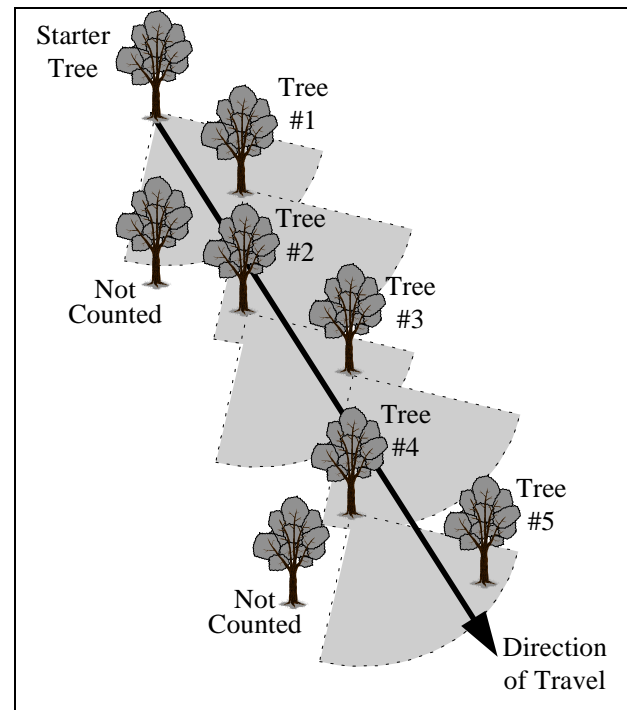 Starter
Tree
Tree
#1
Tree
#2
Not
Counted
Tree
#3
Tree
#4
Tree
#5
Not
Counted
Direction
of Travel